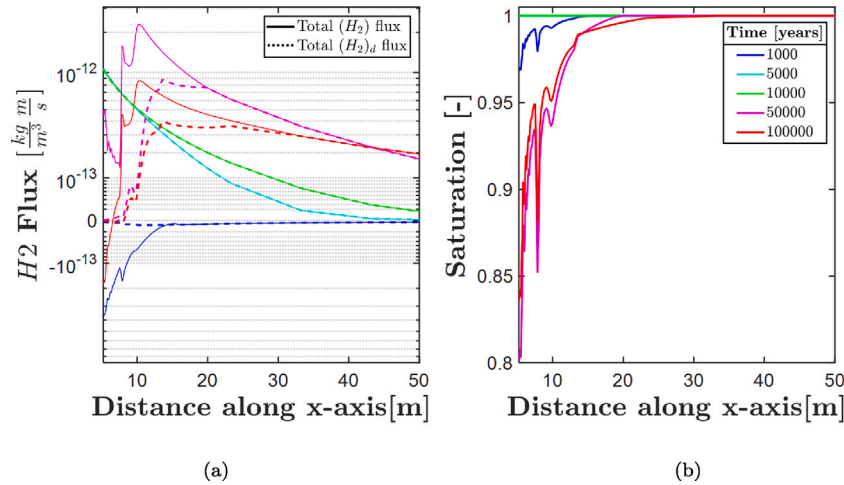 Total (H₂) flux
Total (H₂)_d flux
H2 Flux [kg/m³ m/s]
10⁻¹²
10⁻¹³
0
-10⁻¹³
10 20 30 40 50
Distance along x-axis[m]
(a)
Saturation [-]
1
0.95
0.9
0.85
0.8
Time [years]
1000
5000
10000
50000
100000
10 20 30 40 50
Distance along x-axis[m]
(b)